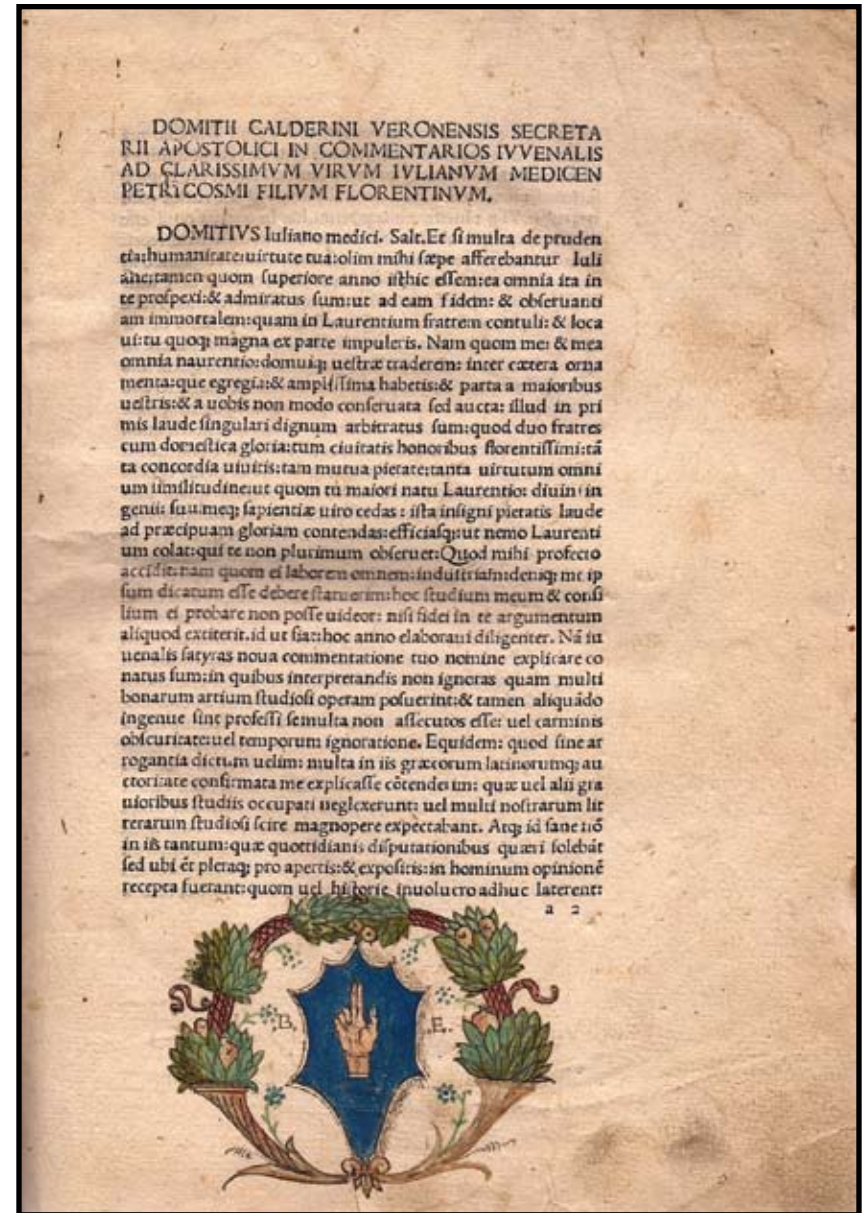 DOMITII CALDERINI VERONENSIS SECRETA
RII APOSTOLICI IN COMMENTARIOS IVVENALIS
AD CLARISSIMVM VIRVM IVLIANVM MEDICEN
PETRI COSMI FILIVM FLORENTINVM.
DOMITIVS Iuliano medici. Salt. Et si multa de pruden
tia: humanitate: uirtute tua: olim mihi sæpe afferebantur Iuli
ane: tamen quom superiore anno isthic essem: ea omnia ita in
te prospexi: & admiratus sum: ut ad eam fidem: & obseruanti
am immortalem: quam in Laurentium fratrem contuli: & loca
ui: tu quoq; magna ex parte impuleris. Nam quom me: & mea
omnia naurentio: domuiq; uestræ traderem: inter cætera orna
menta: que egregia: & amplissima habetis: & parta a maioribus
uestris: & a uobis non modo conseruata sed aucta: illud in pri
mis laude singulari dignum arbitratus sum: quod duo fratres
cum domestica gloria: tum ciuitatis honoribus florentissimi: tã
ta concordia uiuitis: tam mutua pietate: tanta uirtutum omni
um similitudine: ut quom tu maiori natu Laurentio: diuini in
genii: summeq; sapientiæ uiro cedas: ista insigni pietatis laude
ad præcipuam gloriam contendas: efficiasq; ut nemo Laurenti
um colat: qui te non plurimum obseruet: Quod mihi profecto
accidit: nam quom ei laborem omnem: industriam: deniq; me ip
sum dicatum esse debere statuerim: hoc studium meum & consi
lium ei probare non posse uideor: nisi fidei in te argumentum
aliquod extiterit. id ut fiat: hoc anno elaboraui diligenter. Nã iu
uenalis satyras noua commentatione tuo nomine explicare co
natus sum: in quibus interpretandis non ignoras quam multi
bonarum artium studiosi operam posuerint: & tamen aliquãdo
ingenue sint professi se multa non assecutos esse: uel carminis
obscuritate: uel temporum ignoratione. Equidem: quod sine ar
rogantia dictum uelim: multa in iis græcorum latinorumq; au
ctoritate confirmata me explicasse cõtenderim: quæ uel alii gra
uioribus studiis occupati neglexerunt: uel multi nostrarum lit
terarum studiosi scire magnopere expectabant. Atq; id sane nõ
in iis tantum: quæ quottidianis disputationibus quæri solebãt
sed ubi ẽt pleraq; pro apertis: & expositis: in hominum opinionẽ
recepta fuerant: quom uel historie inuolucro adhuc laterent:
a 2
B. E.